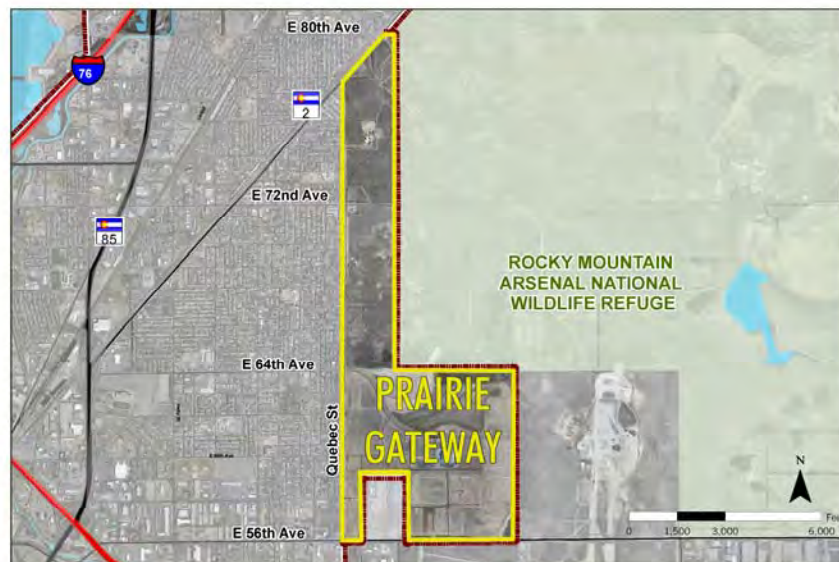 E 80th Ave
76
2
E 72nd Ave
85
ROCKY MOUNTAIN
ARSENAL NATIONAL
WILDLIFE REFUGE
E 64th Ave
PRAIRIE
GATEWAY
Quebec St
N
E 56th Ave
Fee
0 1,500 3,000 6,000